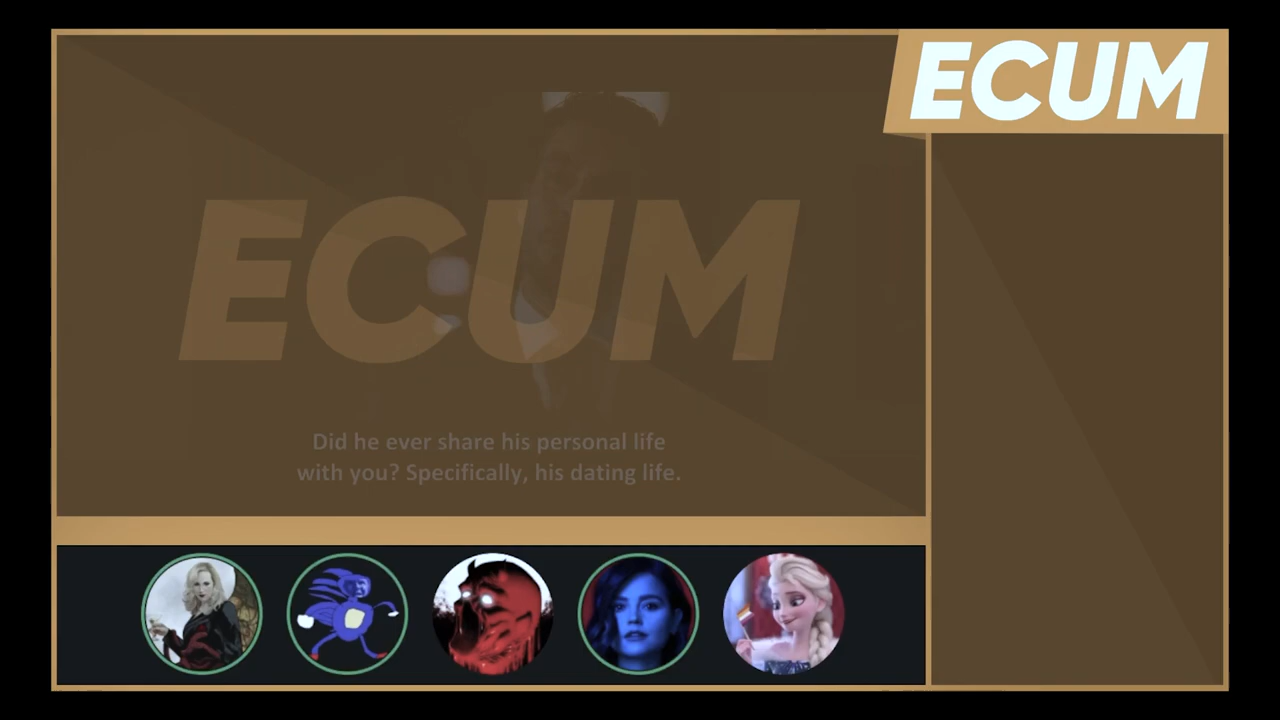 ECUM
ECUM
Did he ever share his personal life
with you? Specifically, his dating life.